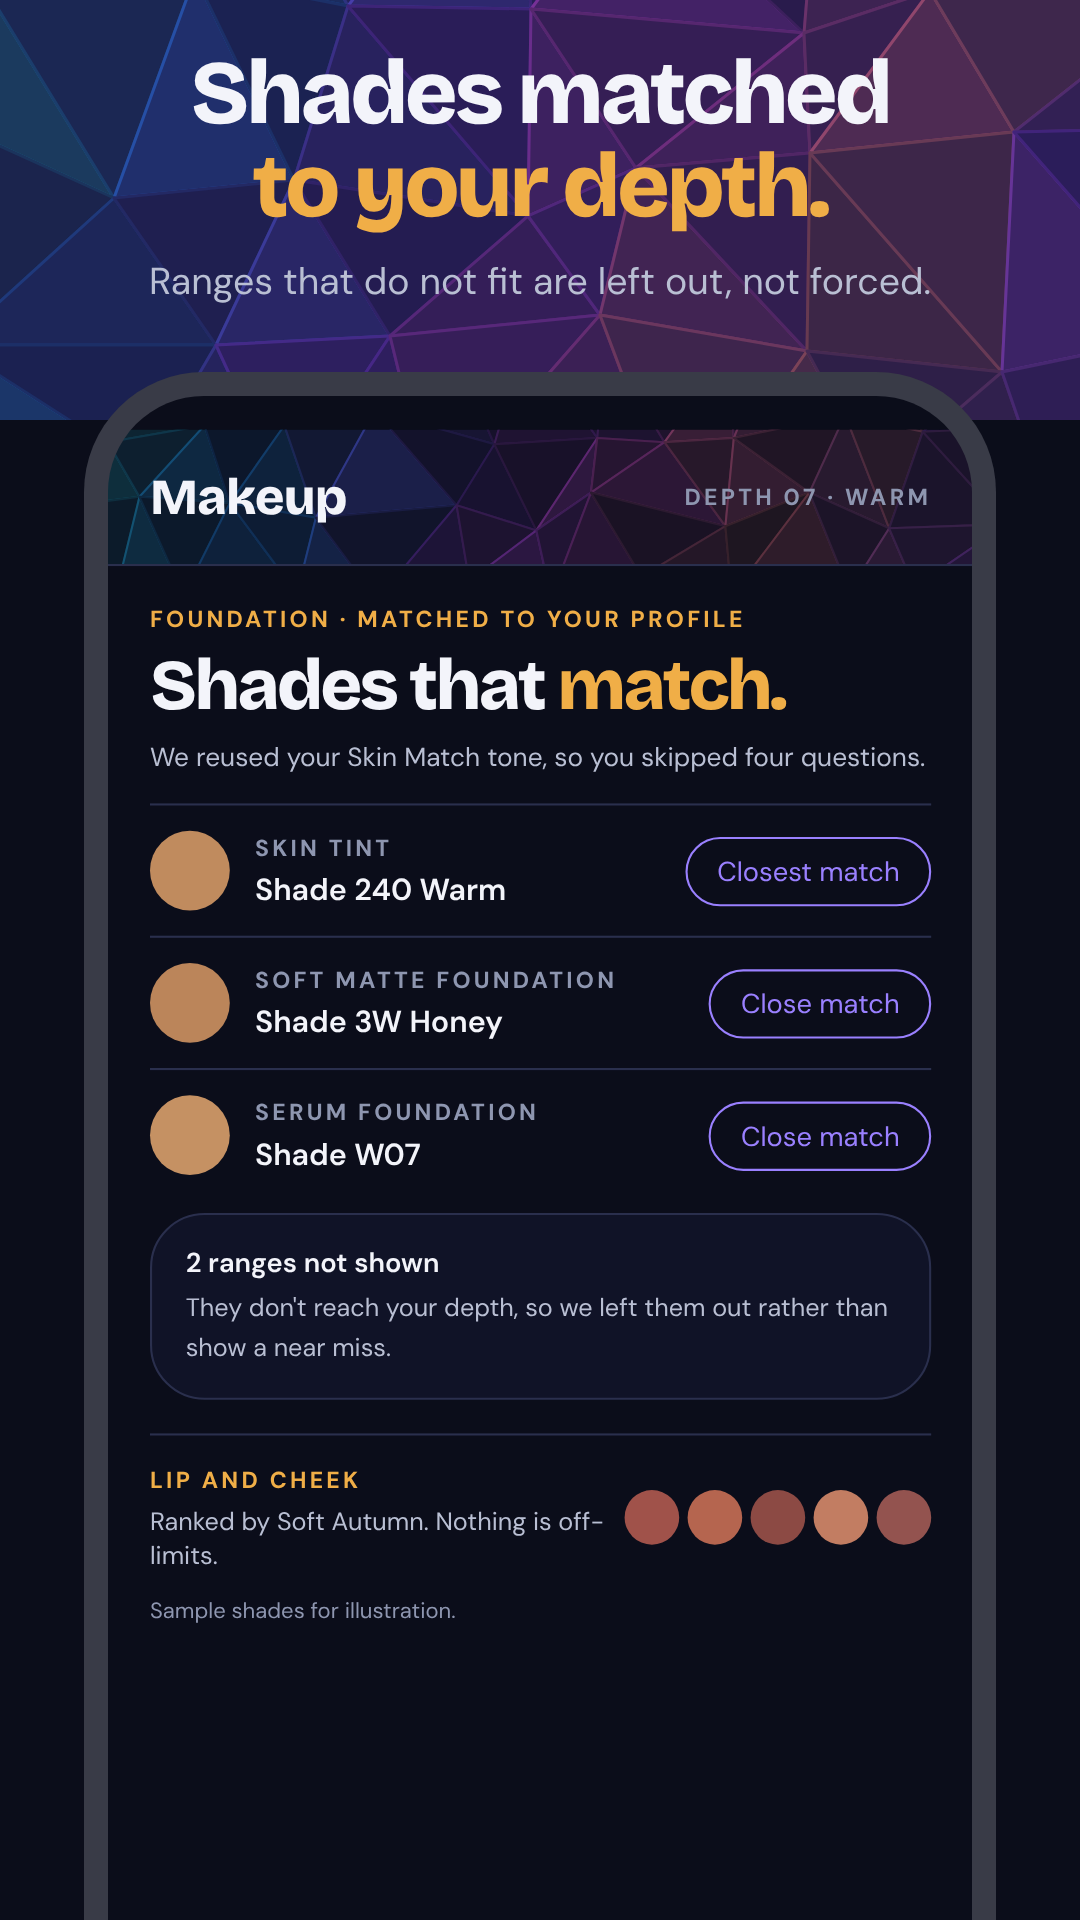 Shades matched
to your depth.
Ranges that do not fit are left out, not forced.
Makeup
DEPTH 07 · WARM
FOUNDATION · MATCHED TO YOUR PROFILE
Shades that match.
We reused your Skin Match tone, so you skipped four questions.
SKIN TINT
Shade 240 Warm
Closest match
SOFT MATTE FOUNDATION
Shade 3W Honey
Close match
SERUM FOUNDATION
Shade W07
Close match
2 ranges not shown
They don't reach your depth, so we left them out rather than
show a near miss.
LIP AND CHEEK
Ranked by Soft Autumn. Nothing is off-
limits.
Sample shades for illustration.